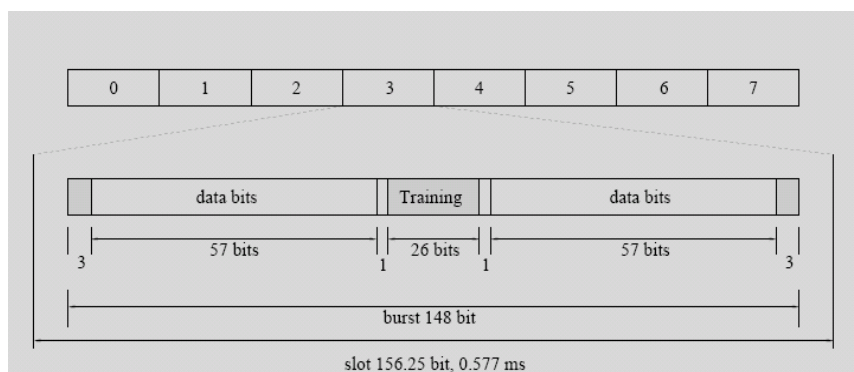 0 1 2 3 4 5 6 7
data bits Training data bits
3 57 bits 1 26 bits 1 57 bits 3
burst 148 bit
slot 156.25 bit, 0.577 ms